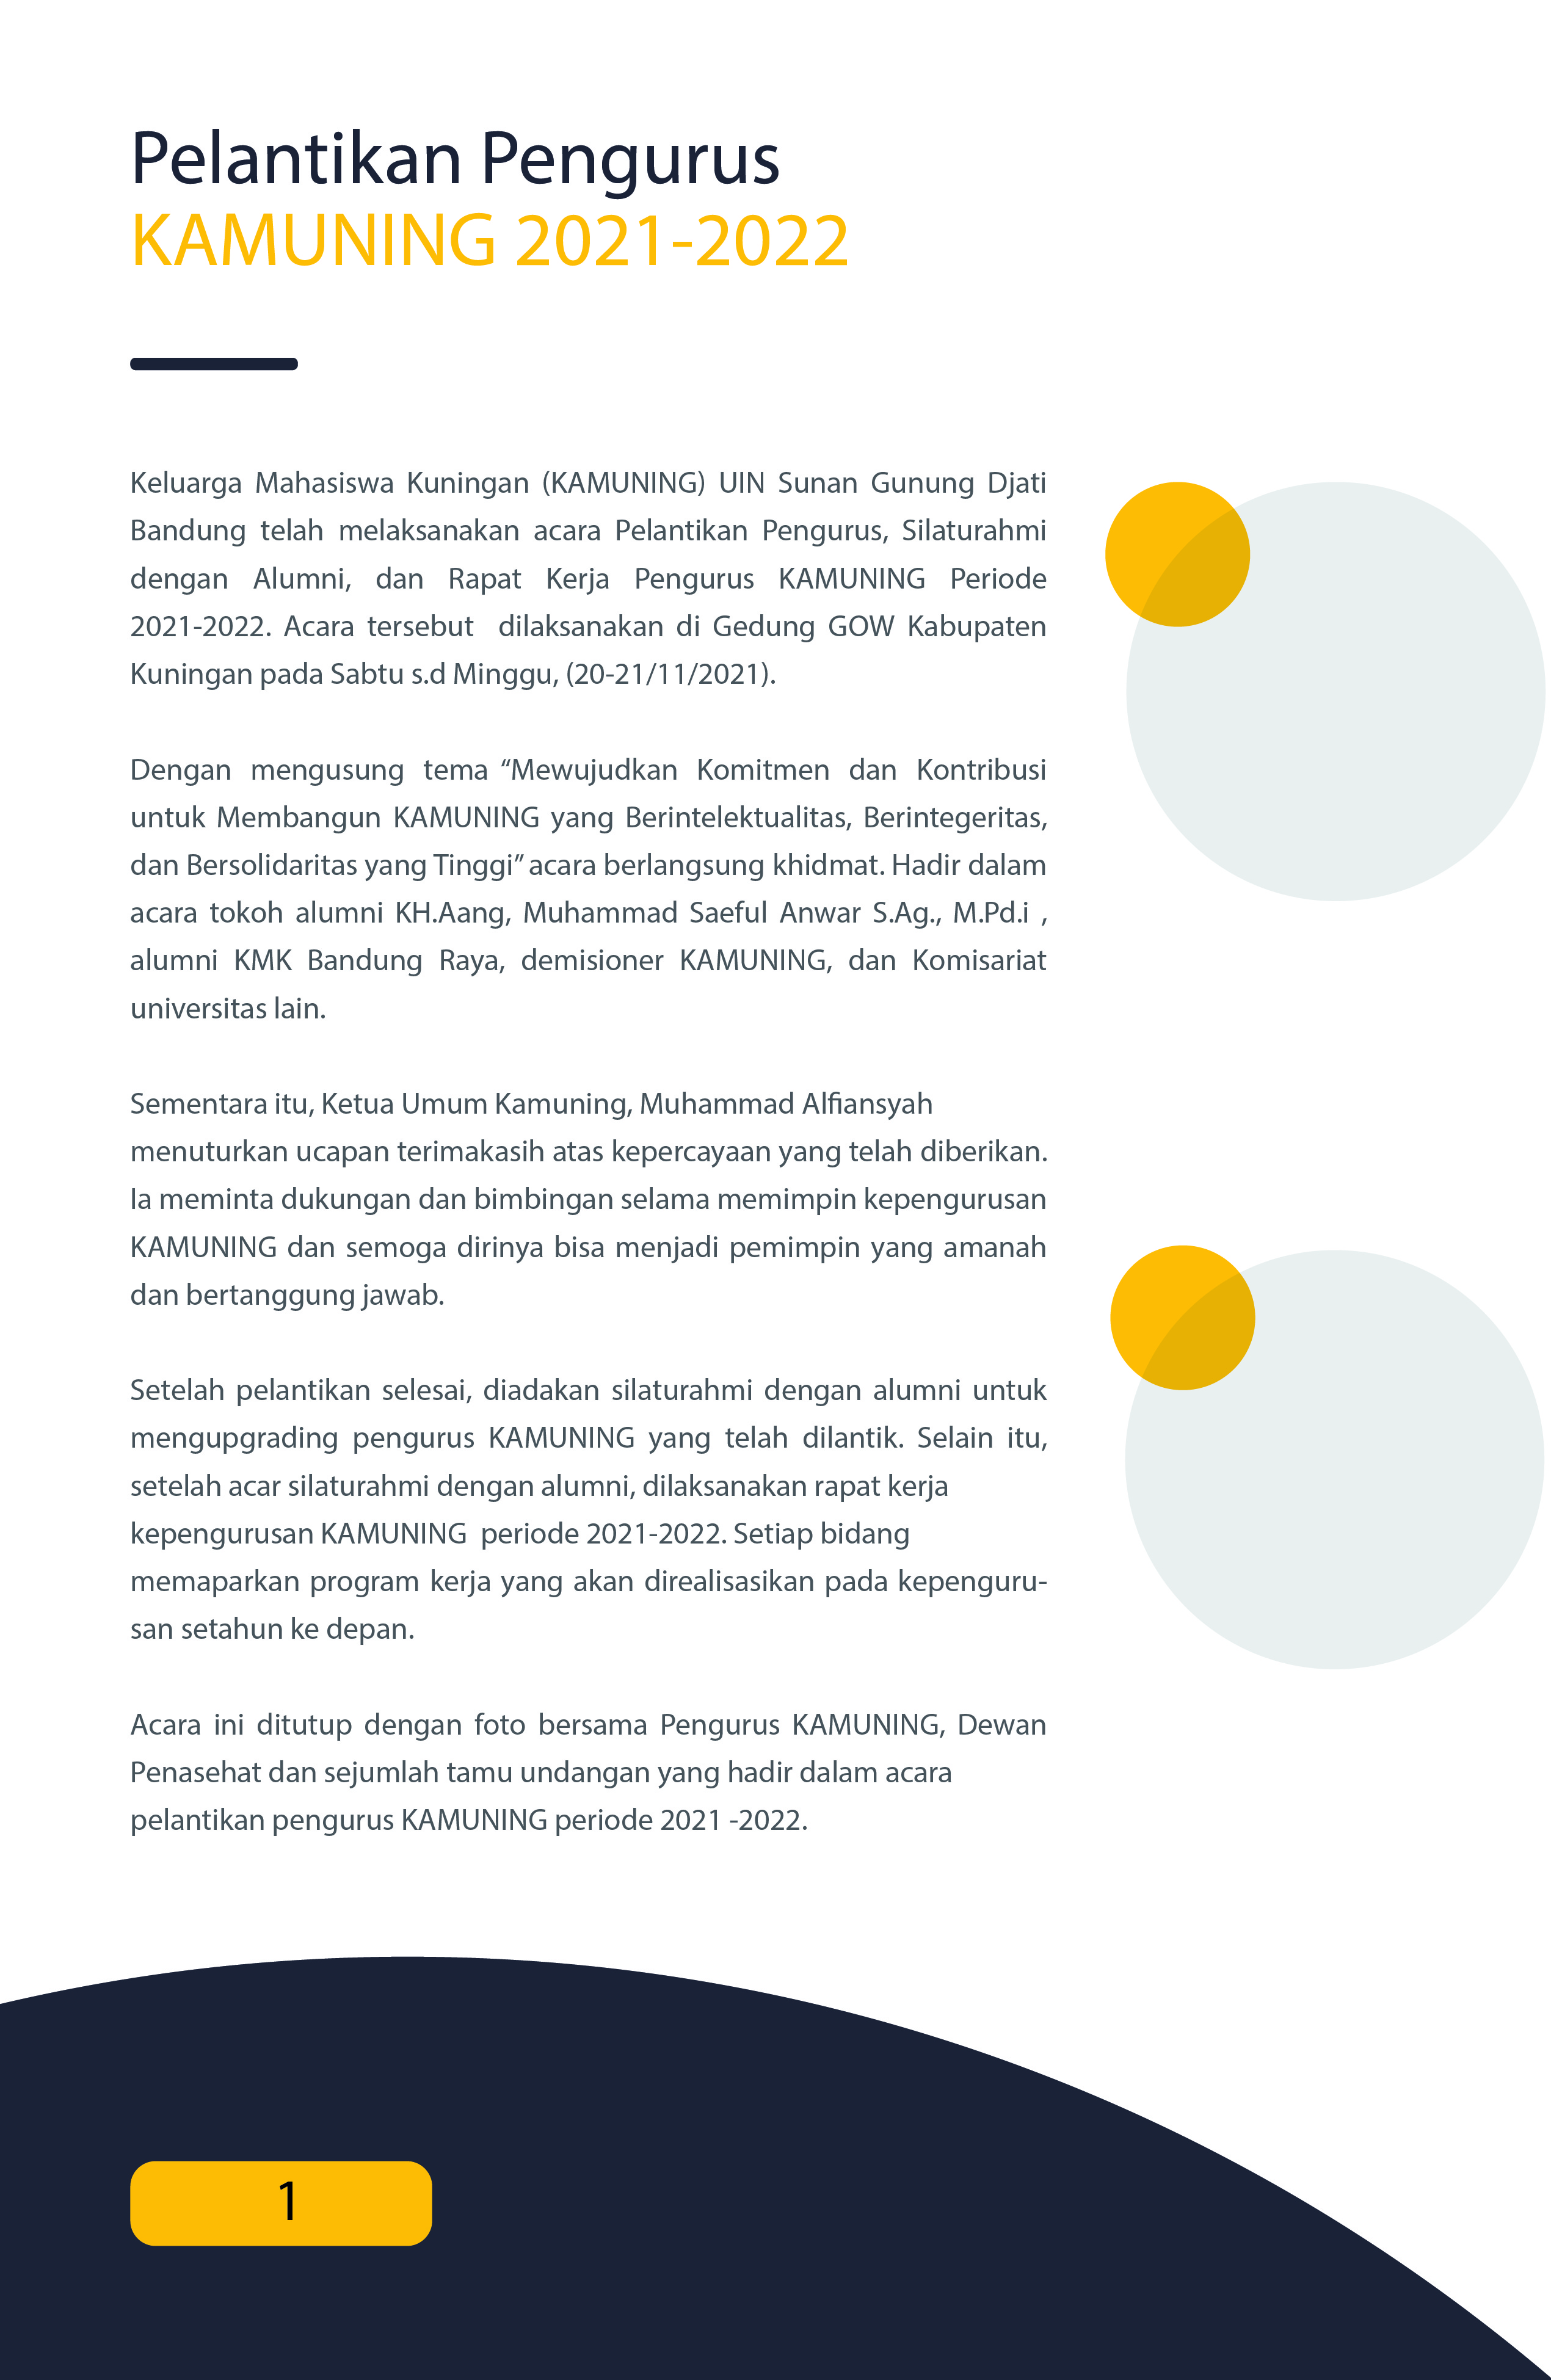 Pelantikan Pengurus
KAMUNING 2021-2022
Keluarga Mahasiswa Kuningan (KAMUNING) UIN Sunan Gunung Djati
Bandung telah melaksanakan acara Pelantikan Pengurus, Silaturahmi
dengan Alumni, dan Rapat Kerja Pengurus KAMUNING Periode
2021-2022. Acara tersebut dilaksanakan di Gedung GOW Kabupaten
Kuningan pada Sabtu s.d Minggu, (20-21/11/2021).
Dengan mengusung tema “Mewujudkan Komitmen dan Kontribusi
untuk Membangun KAMUNING yang Berintelektualitas, Berintegeritas,
dan Bersolidaritas yang Tinggi” acara berlangsung khidmat. Hadir dalam
acara tokoh alumni KH.Aang, Muhammad Saeful Anwar S.Ag., M.Pd.i ,
alumni KMK Bandung Raya, demisioner KAMUNING, dan Komisariat
universitas lain.
Sementara itu, Ketua Umum Kamuning, Muhammad Alfiansyah
menuturkan ucapan terimakasih atas kepercayaan yang telah diberikan.
Ia meminta dukungan dan bimbingan selama memimpin kepengurusan
KAMUNING dan semoga dirinya bisa menjadi pemimpin yang amanah
dan bertanggung jawab.
Setelah pelantikan selesai, diadakan silaturahmi dengan alumni untuk
mengupgrading pengurus KAMUNING yang telah dilantik. Selain itu,
setelah acar silaturahmi dengan alumni, dilaksanakan rapat kerja
kepengurusan KAMUNING periode 2021-2022. Setiap bidang
memaparkan program kerja yang akan direalisasikan pada kepenguru-
san setahun ke depan.
Acara ini ditutup dengan foto bersama Pengurus KAMUNING, Dewan
Penasehat dan sejumlah tamu undangan yang hadir dalam acara
pelantikan pengurus KAMUNING periode 2021 -2022.
1